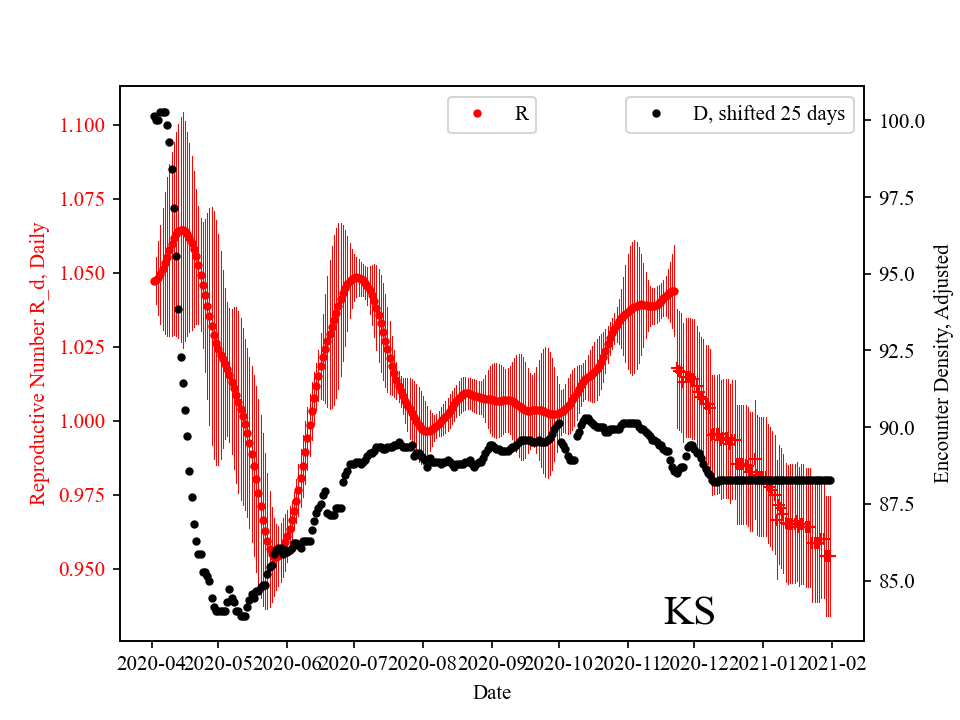 R
D, shifted 25 days
1.100
1.075
1.050
1.025
1.000
0.975
0.950
Reproductive Number R_d, Daily
100.0
97.5
95.0
92.5
90.0
87.5
85.0
Encounter Density, Adjusted
KS
2020-04 2020-05 2020-06 2020-07 2020-08 2020-09 2020-10 2020-11 2020-12 2021-01 2021-02
Date